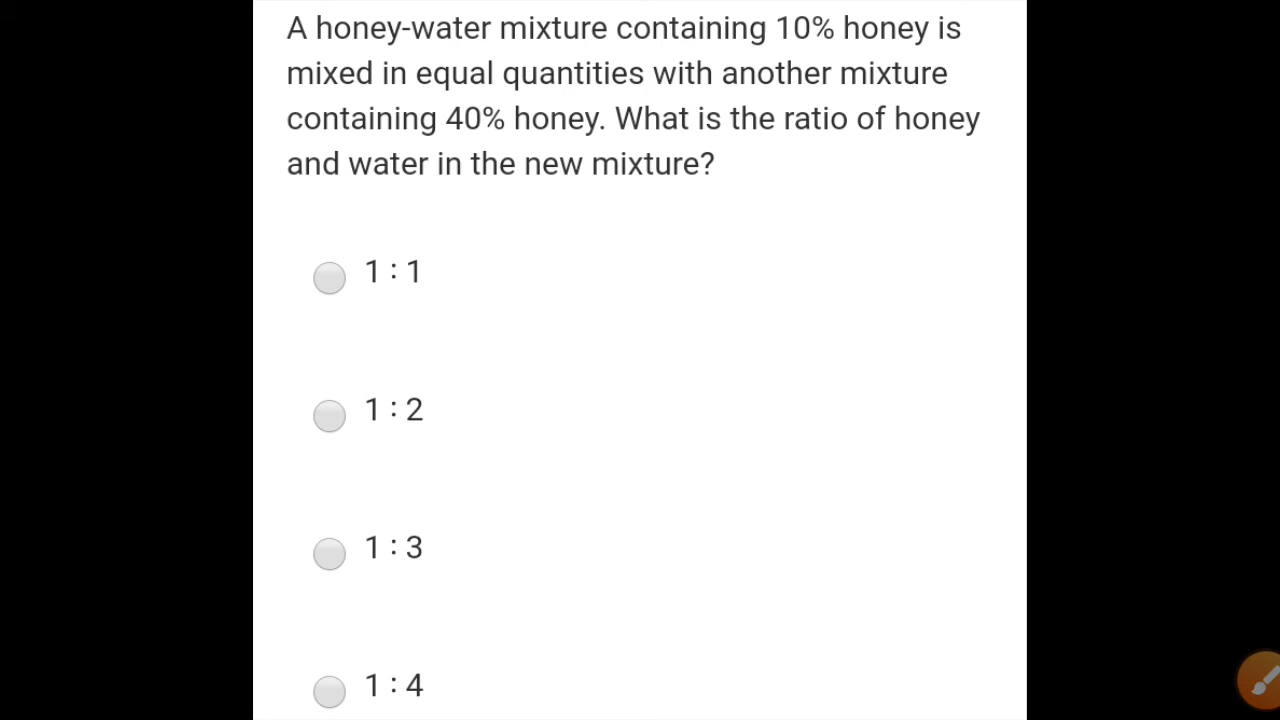 A honey-water mixture containing 10% honey is
mixed in equal quantities with another mixture
containing 40% honey. What is the ratio of honey
and water in the new mixture?
1 : 1
1 : 2
1 : 3
1 : 4